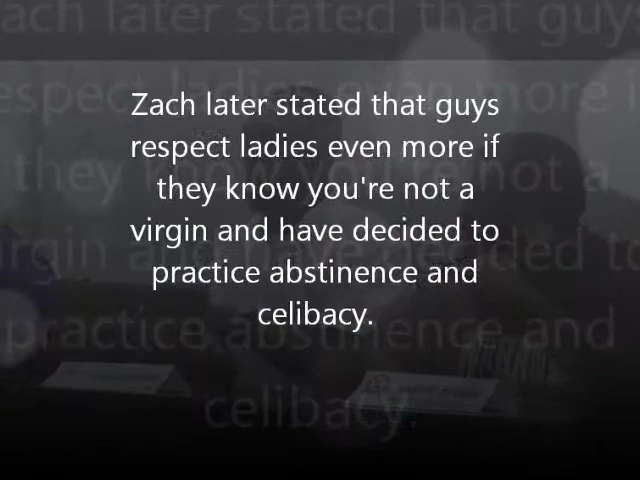 Zach later stated that guys
respect ladies even more if
they know you're not a
virgin and have decided to
practice abstinence and
celibacy.